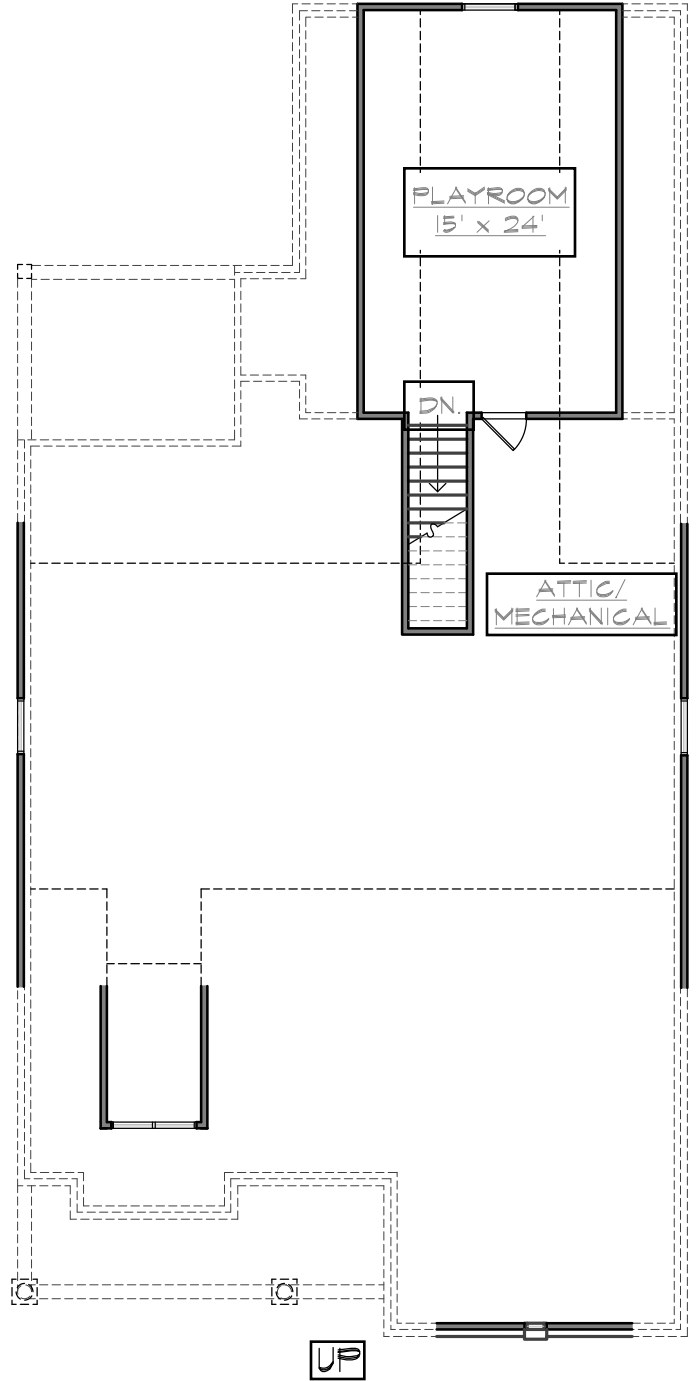 PLAYROOM
15' x 24'
DN.
ATTIC/
MECHANICAL
UP